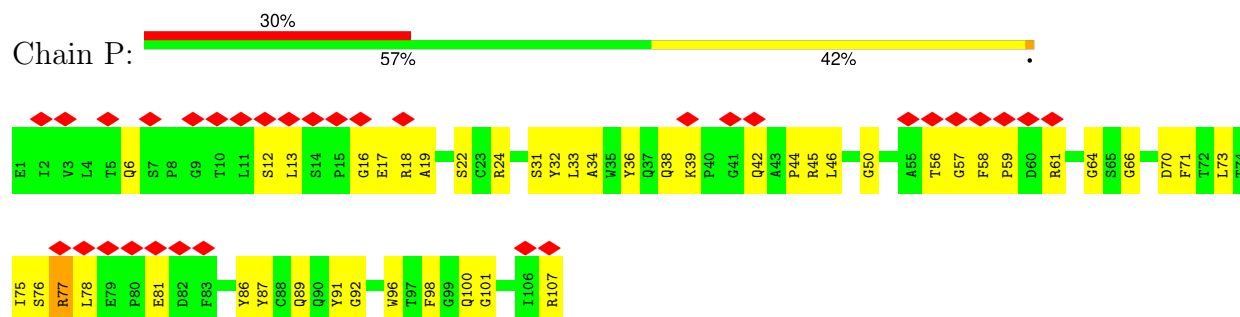 30%
Chain P:
57% 42% •
E1 I2 V3 L4 T5 Q6 S7 P8 G9 T10 L11 S12 L13 S14 P15 G16 E17 R18 A19 S22 C23 R24 S31 Y32 L33 A34 W35 Y36 Q37 Q38 K39 P40 G41 Q42 A43 P44 R45 L46 G50 A55 T56 G57 F58 P59 D60 R61 G64 S65 G66 D70 F71 T72 L73 T74
I75 S76 R77 L78 E79 P80 E81 D82 F83 Y86 Y87 C88 Q89 Q90 Y91 G92 W96 T97 F98 G99 Q100 G101 I106 R107